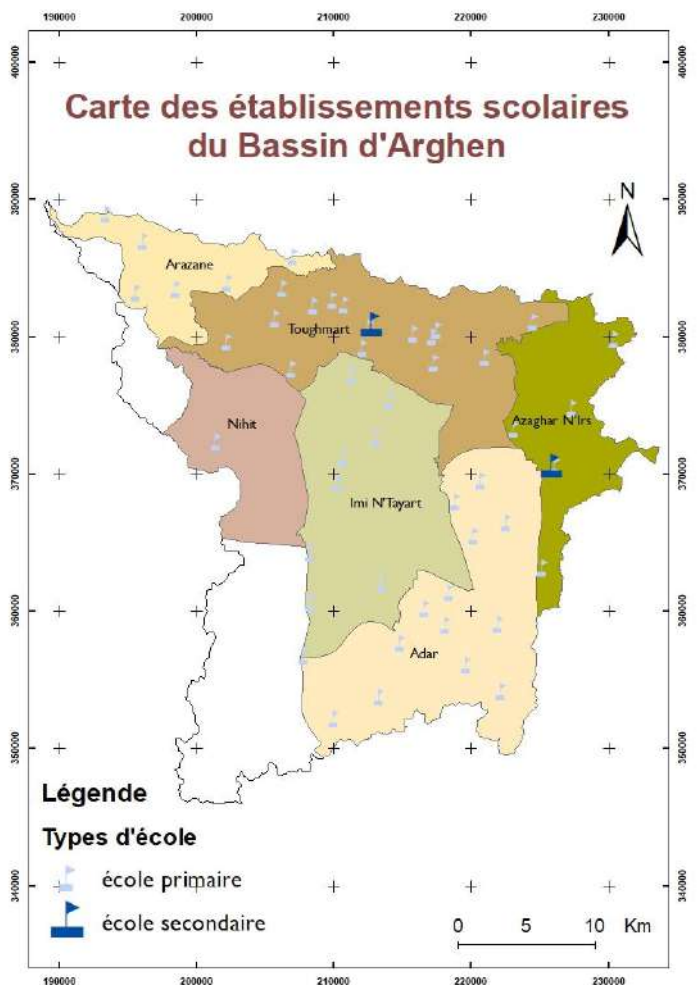 190000 200000 210000 220000 230000
400000 400000
Carte des établissements scolaires
du Bassin d'Arghen
390000 390000
N
Arazane
Toughmart
380000 380000
Nihit
Azaghar N'Irs
370000 370000
Imi N'Tayart
360000 360000
Adar
350000 350000
Légende
Types d'école
école primaire
340000 340000
école secondaire
0 5 10 Km
190000 200000 210000 220000 230000